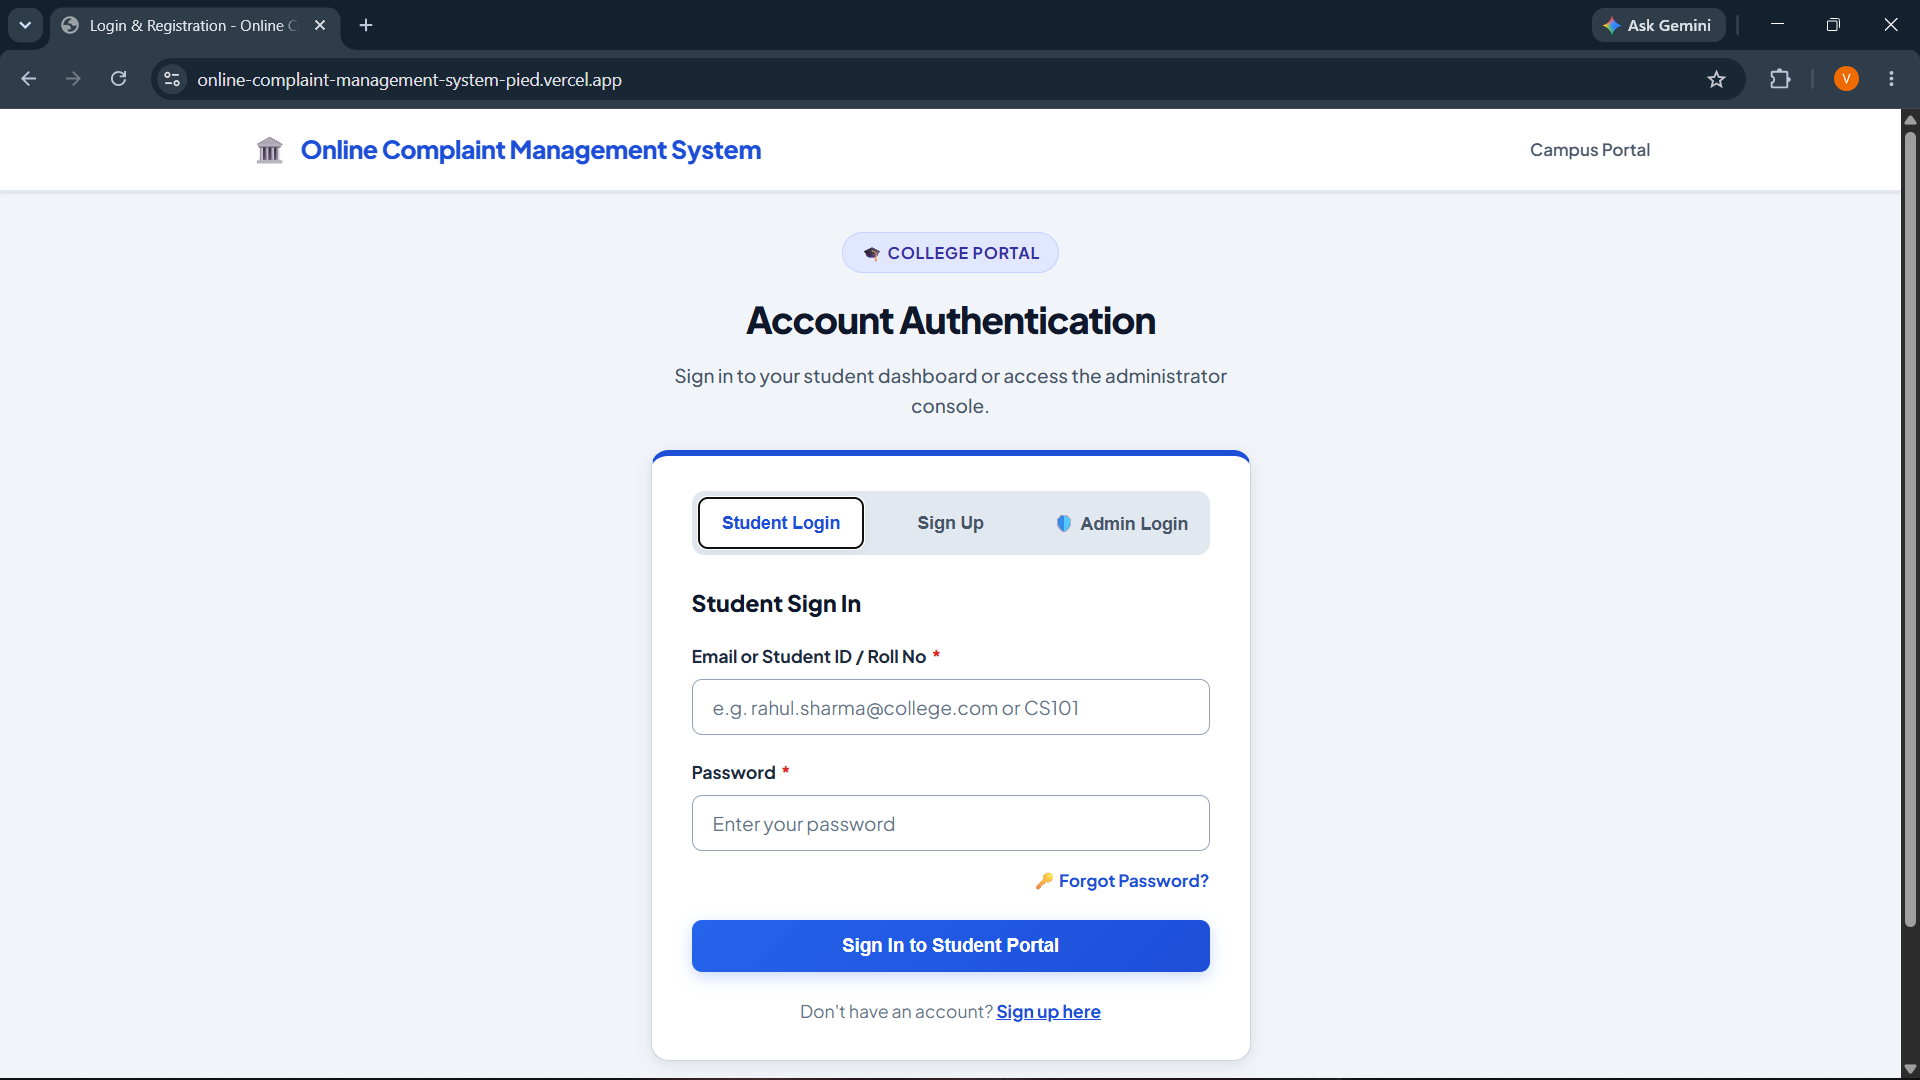 Login & Registration - Online C
Ask Gemini
online-complaint-management-system-pied.vercel.app
V
Online Complaint Management System
Campus Portal
COLLEGE PORTAL
Account Authentication
Sign in to your student dashboard or access the administrator
console.
Student Login
Sign Up
Admin Login
Student Sign In
Email or Student ID / Roll No *
e.g. rahul.sharma@college.com or CS101
Password *
Enter your password
Forgot Password?
Sign In to Student Portal
Don't have an account? Sign up here